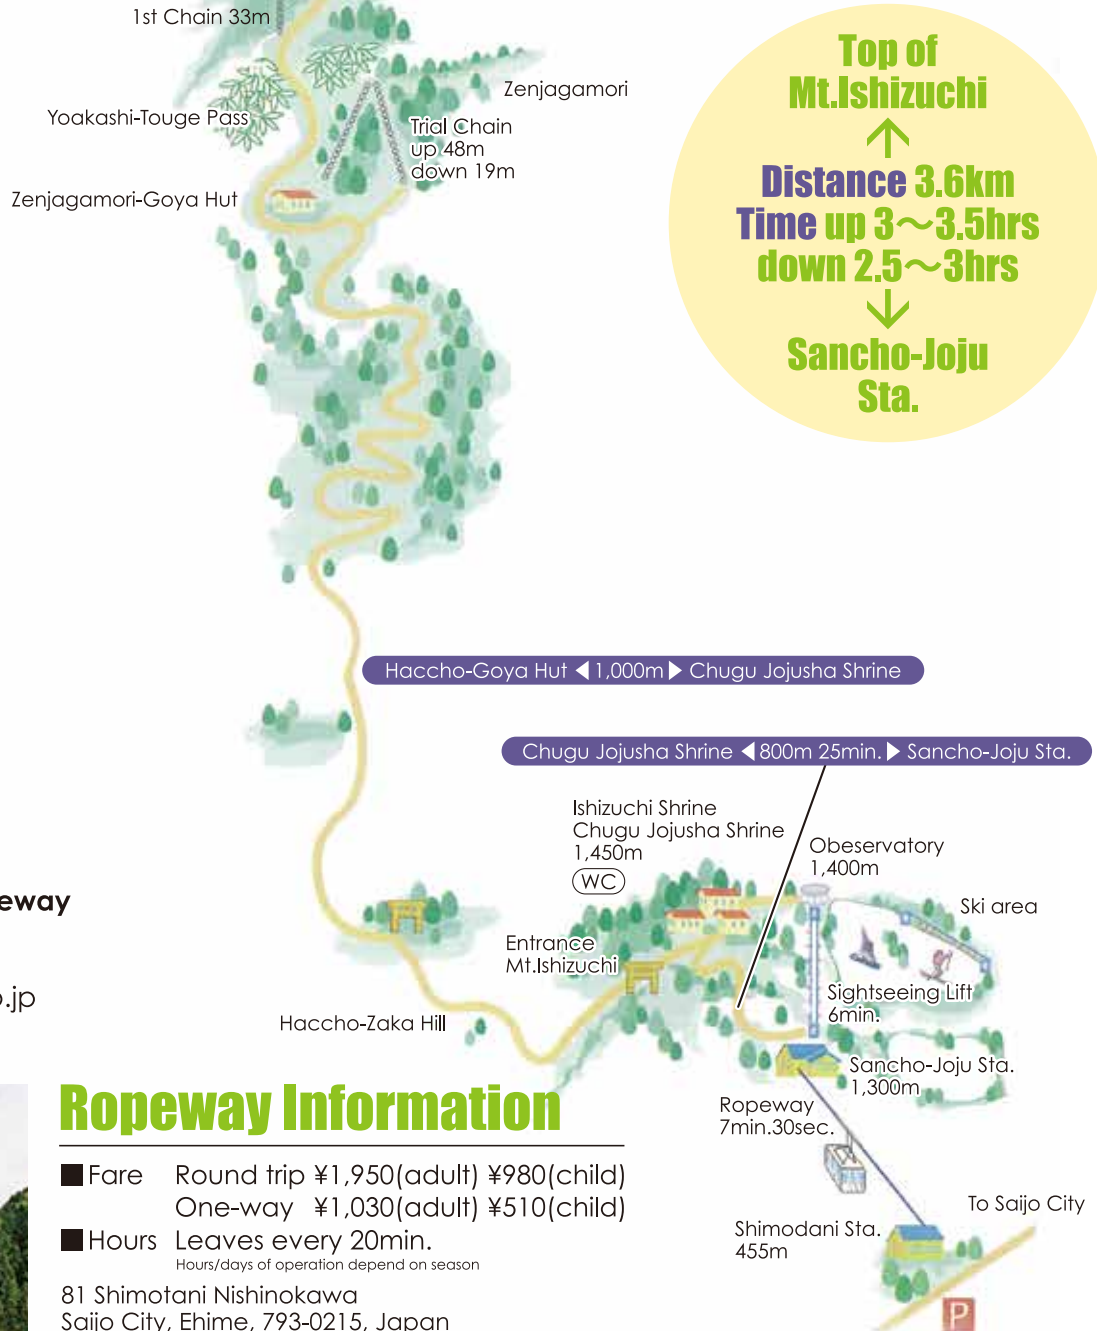 1st Chain 33m
Zenjagamori
Yoakashi-Touge Pass
Trial Chain
up 48m
down 19m
Zenjagamori-Goya Hut
Top of
Mt.Ishizuchi
↑
Distance 3.6km
Time up 3～3.5hrs
down 2.5～3hrs
↓
Sancho-Joju
Sta.
Haccho-Goya Hut ◀1,000m▶ Chugu Jojusha Shrine
Chugu Jojusha Shrine ◀800m 25min.▶ Sancho-Joju Sta.
Ishizuchi Shrine
Chugu Jojusha Shrine
1,450m
WC
Obeservatory
1,400m
Ski area
Entrance
Mt.Ishizuchi
Sightseeing Lift
6min.
Haccho-Zaka Hill
Sancho-Joju Sta.
1,300m
Ropeway
7min.30sec.
To Saijo City
Shimodani Sta.
455m
P
eway
.jp
Ropeway Information
■Fare Round trip ¥1,950(adult) ¥980(child)
One-way ¥1,030(adult) ¥510(child)
■Hours Leaves every 20min.
Hours/days of operation depend on season
81 Shimotani Nishinokawa
Saijo City, Ehime, 793-0215, Japan